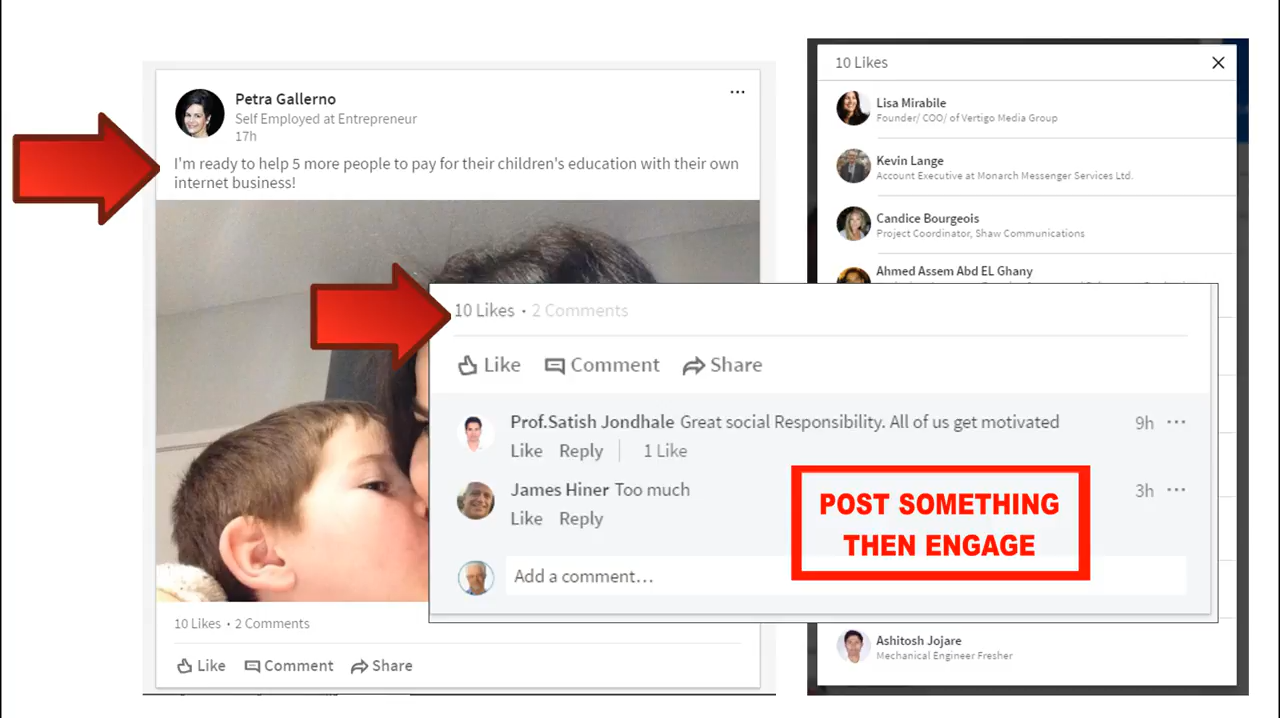 Petra Gallerno
Self Employed at Entrepreneur
17h
I'm ready to help 5 more people to pay for their children's education with their own
internet business!
10 Likes • 2 Comments
Like Comment Share
10 Likes • 2 Comments
Like Comment Share
Prof.Satish Jondhale Great social Responsibility. All of us get motivated 9h
Like Reply 1 Like
James Hiner Too much 3h
Like Reply
POST SOMETHING
THEN ENGAGE
Add a comment...
10 Likes
Lisa Mirabile
Founder/ COO/ of Vertigo Media Group
Kevin Lange
Account Executive at Monarch Messenger Services Ltd.
Candice Bourgeois
Project Coordinator, Shaw Communications
Ahmed Assem Abd EL Ghany
Ashitosh Jojare
Mechanical Engineer Fresher